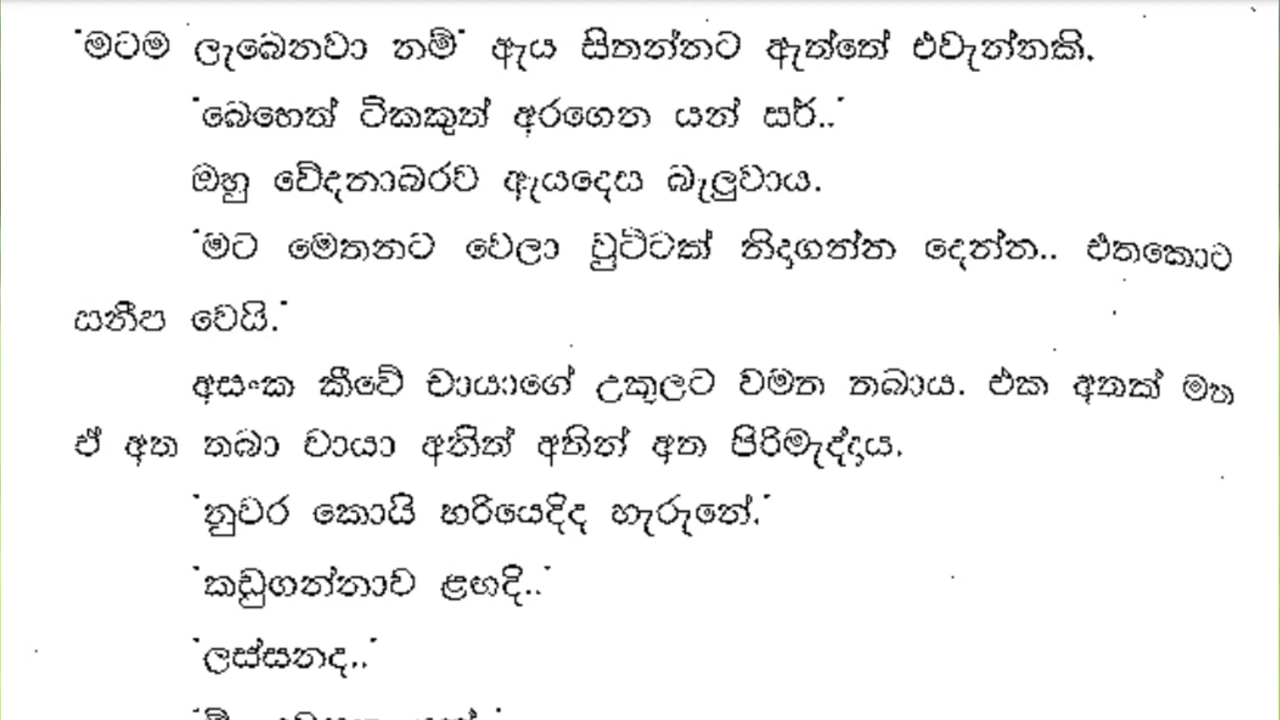 'මටම ලැබෙනවා නම්' ඇය සිතන්නට ඇත්තේ එවැන්නකි.
'බෙහෙත් ටිකකුත් අරගෙන යන් සර්..'
ඔහු වේදනාබරව ඇයදෙස බැලුවාය.
'මට මෙතනට වෙලා වුට්ටක් නිදාගන්න දෙන්න.. එතකොට
සනීප වෙයි.'
අසංක කීවේ චායාගේ උකුලට වමත තබාය. එක අතක් මත
ඒ අත තබා චායා අනිත් අතින් අත පිරිමැද්දාය.
'නුවර කොයි හරියෙදිද හැරුනේ.'
'කඩුගන්නාව ළඟදි..'
'ලස්සනද..'